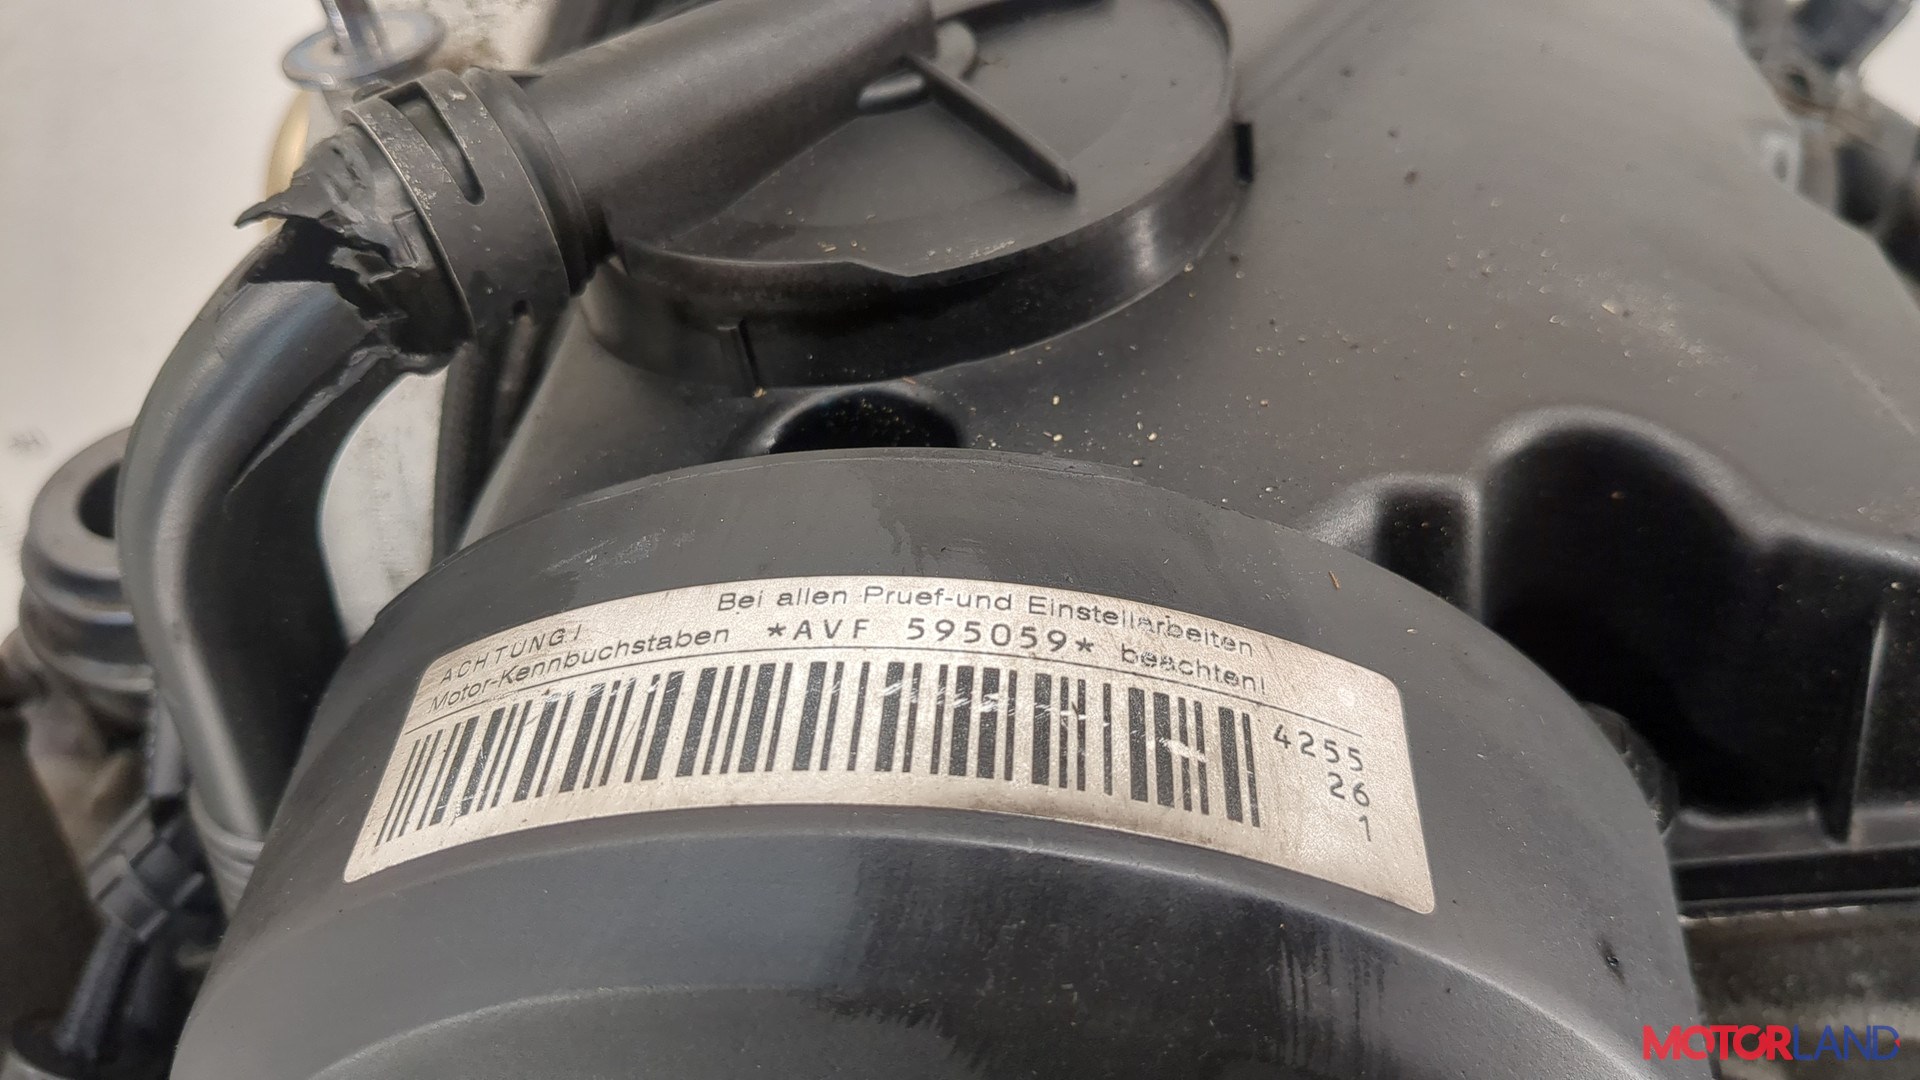 ACHTUNG! Bei allen Pruef-und Einstellarbeiten
Motor-Kennbuchstaben *AVF 595059* beachten!
4255
26
1
MOTORLAND